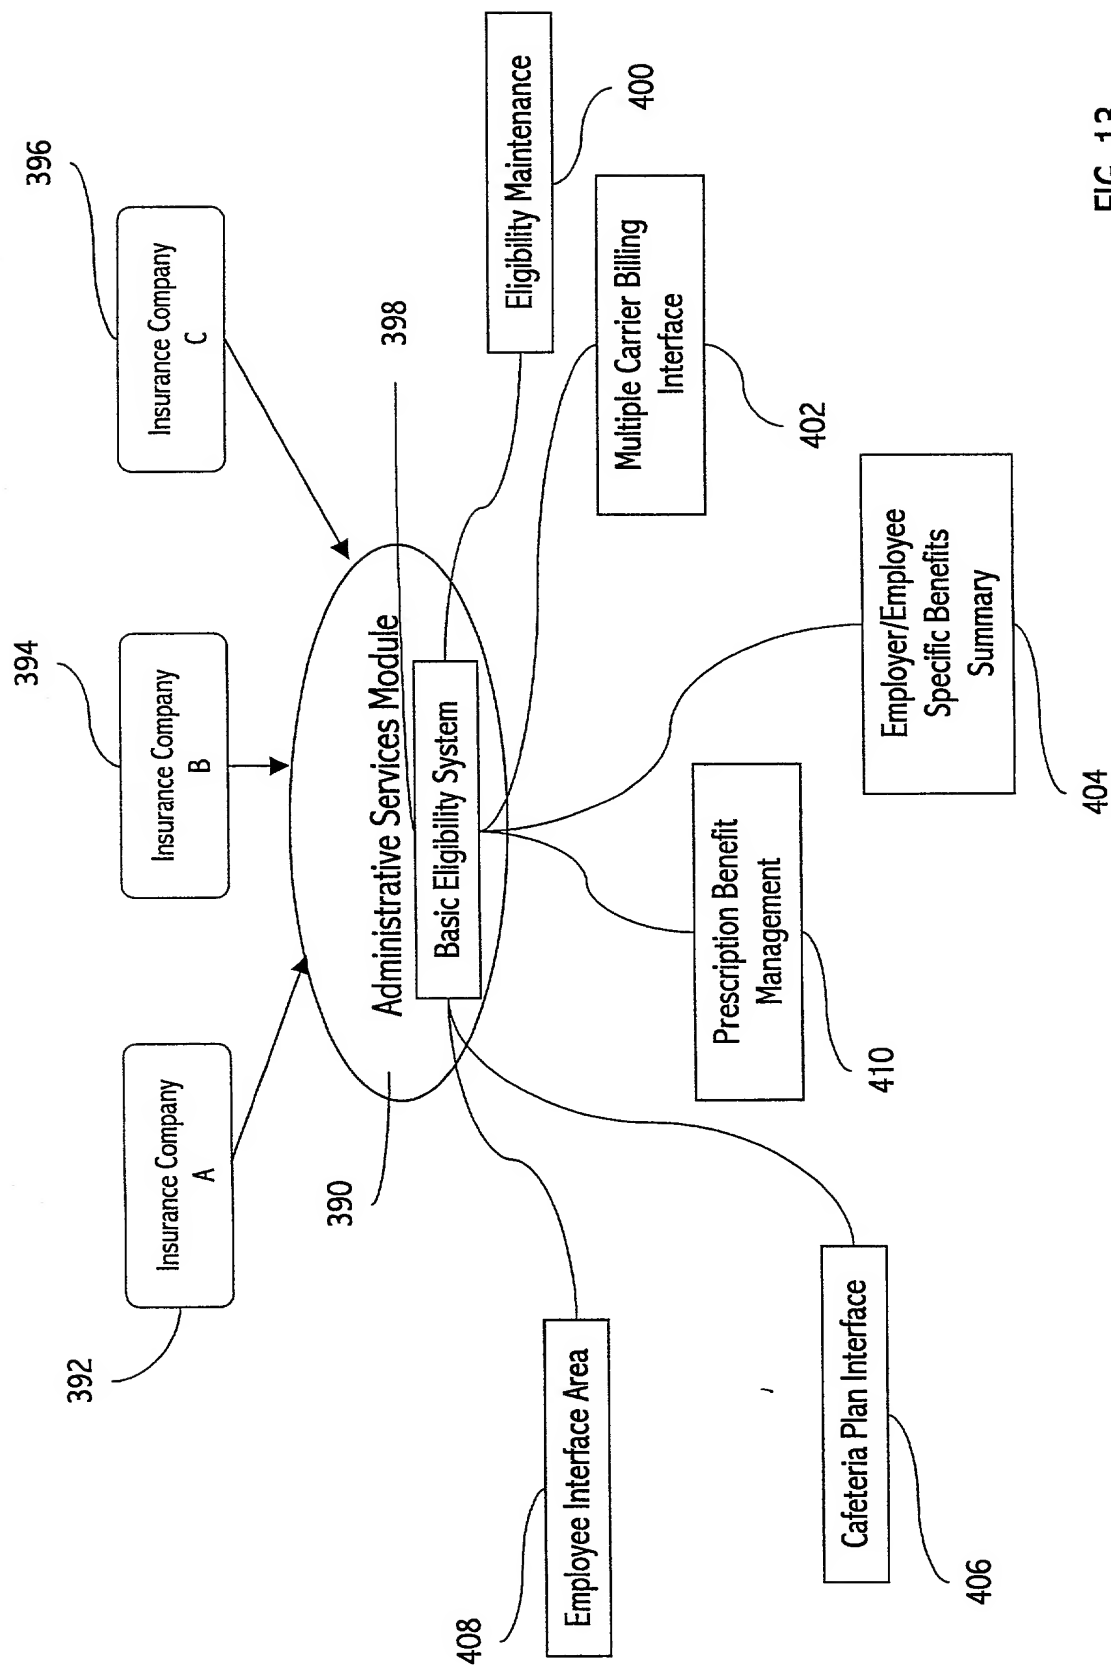 392
394
396
Insurance Company
A
Insurance Company
B
Insurance Company
C
390
398
Administrative Services Module
Basic Eligibility System
Eligibility Maintenance
400
Multiple Carrier Billing
Interface
402
Employer/Employee
Specific Benefits
Summary
404
Prescription Benefit
Management
410
Employee Interface Area
408
Cafeteria Plan Interface
406
FIG. 13